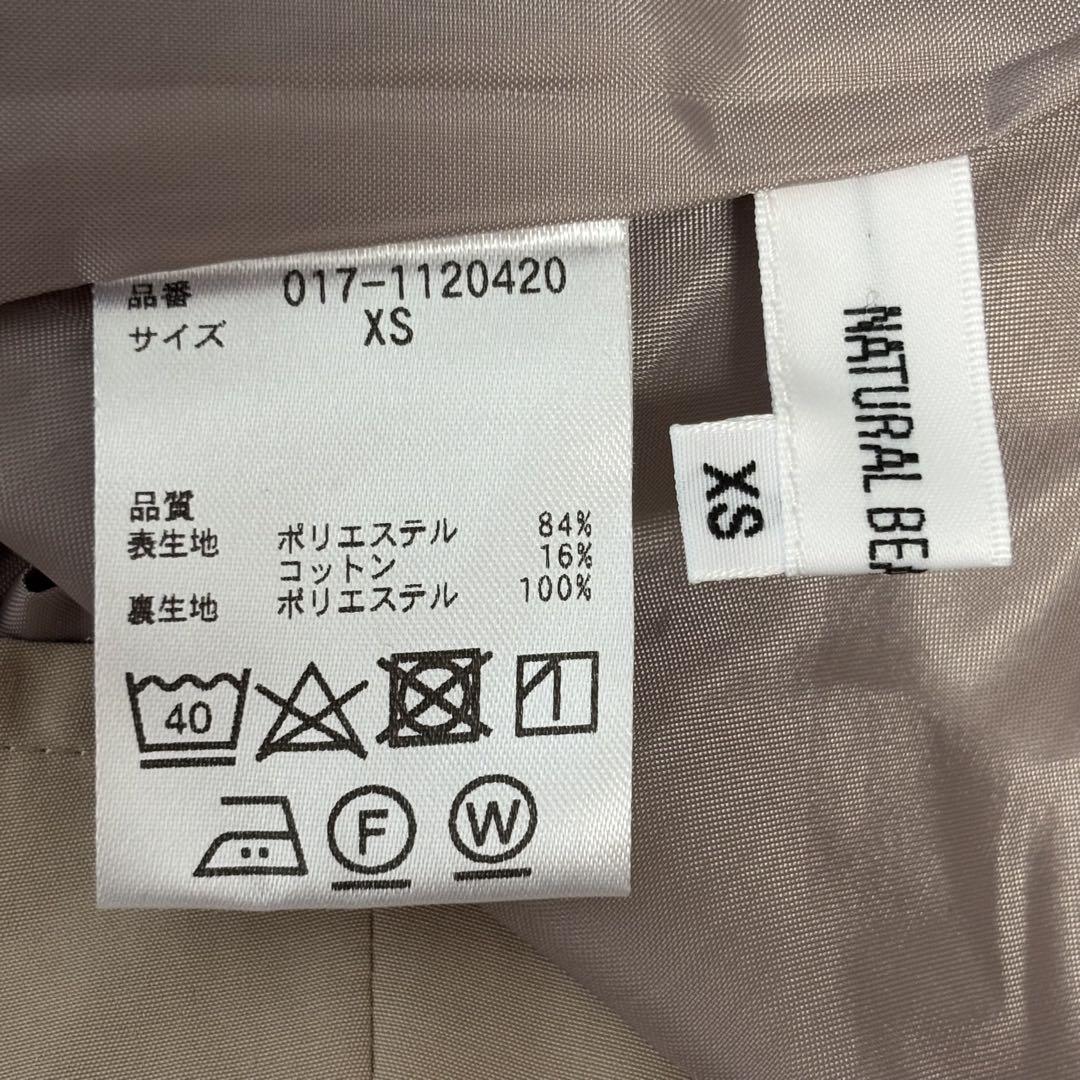 品番 017-1120420
サイズ XS
品質
表生地 ポリエステル 84%
コットン 16%
裏生地 ポリエステル 100%
40
F
W
NATURAL
XS